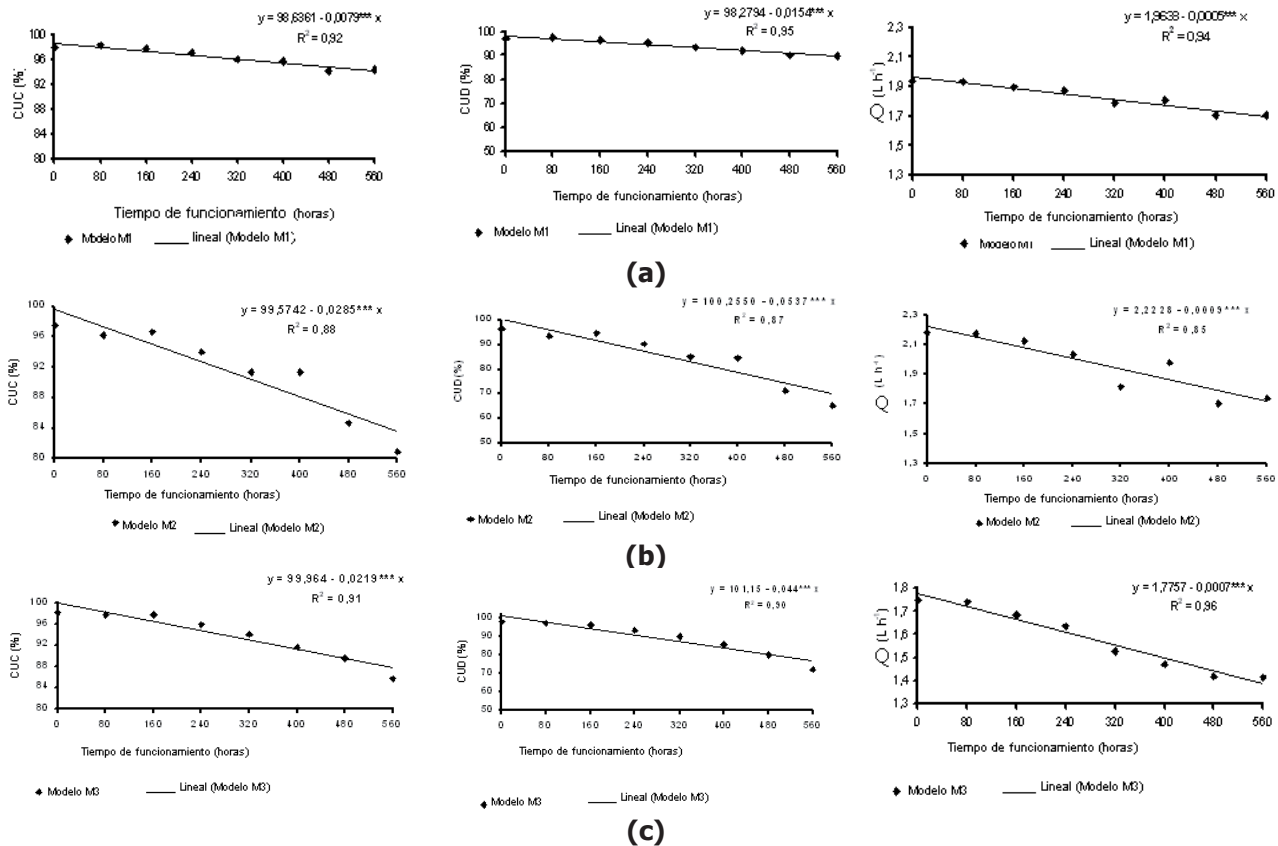 y = 98,6361 - 0,0079*** x
R² = 0,92
CUC (%)
100
96
92
88
84
80
0 80 160 240 320 400 480 560
Tiempo de funcionamiento (horas)
Modelo M1 lineal (Modelo M1)
y = 98,2794 - 0,0154*** x
R² = 0,95
CUD (%)
100
90
80
70
60
50
0 80 160 240 320 400 480 560
Tiempo de funcionamiento (horas)
Modelo M1 Lineal (Modelo M1)
y = 1,9638 - 0,0005*** x
R² = 0,94
Q (L h⁻¹)
2,3
2,1
1,9
1,7
1,5
1,3
0 80 160 240 320 400 480 560
Tiempo de funcionamiento (horas)
Modelo M1 Lineal (Modelo M1)
(a)
y = 99,5742 - 0,0285*** x
R² = 0,88
CUC (%)
100
96
92
88
84
80
0 80 160 240 320 400 480 560
Tiempo de funcionamiento (horas)
Modelo M2 Lineal (Modelo M2)
y = 100,2550 - 0,0537*** x
R² = 0,87
CUD (%)
100
90
80
70
60
50
0 80 160 240 320 400 480 560
Tiempo de funcionamiento (horas)
Modelo M2 Lineal (Modelo M2)
y = 2,2228 - 0,0009*** x
R² = 0,85
Q (L h⁻¹)
2,3
2,1
1,9
1,7
1,5
1,3
0 80 160 240 320 400 480 560
Tiempo de funcionamiento (horas)
Modelo M2 Lineal (Modelo M2)
(b)
y = 99,964 - 0,0219*** x
R² = 0,91
CUC (%)
100
96
92
88
84
80
0 80 160 240 320 400 480 560
Tiempo de funcionamiento (horas)
Modelo M3 Lineal (Modelo M3)
y = 101,15 - 0,044*** x
R² = 0,90
CUD (%)
100
90
80
70
60
50
0 80 160 240 320 400 480 560
Tiempo de funcionamiento (horas)
Modelo M3 Lineal (Modelo M3)
y = 1,7757 - 0,0007*** x
R² = 0,96
Q (L h⁻¹)
1,8
1,7
1,6
1,5
1,4
1,3
0 80 160 240 320 400 480 560
Tiempo de funcionamiento (horas)
Modelo M3 Lineal (Modelo M3)
(c)